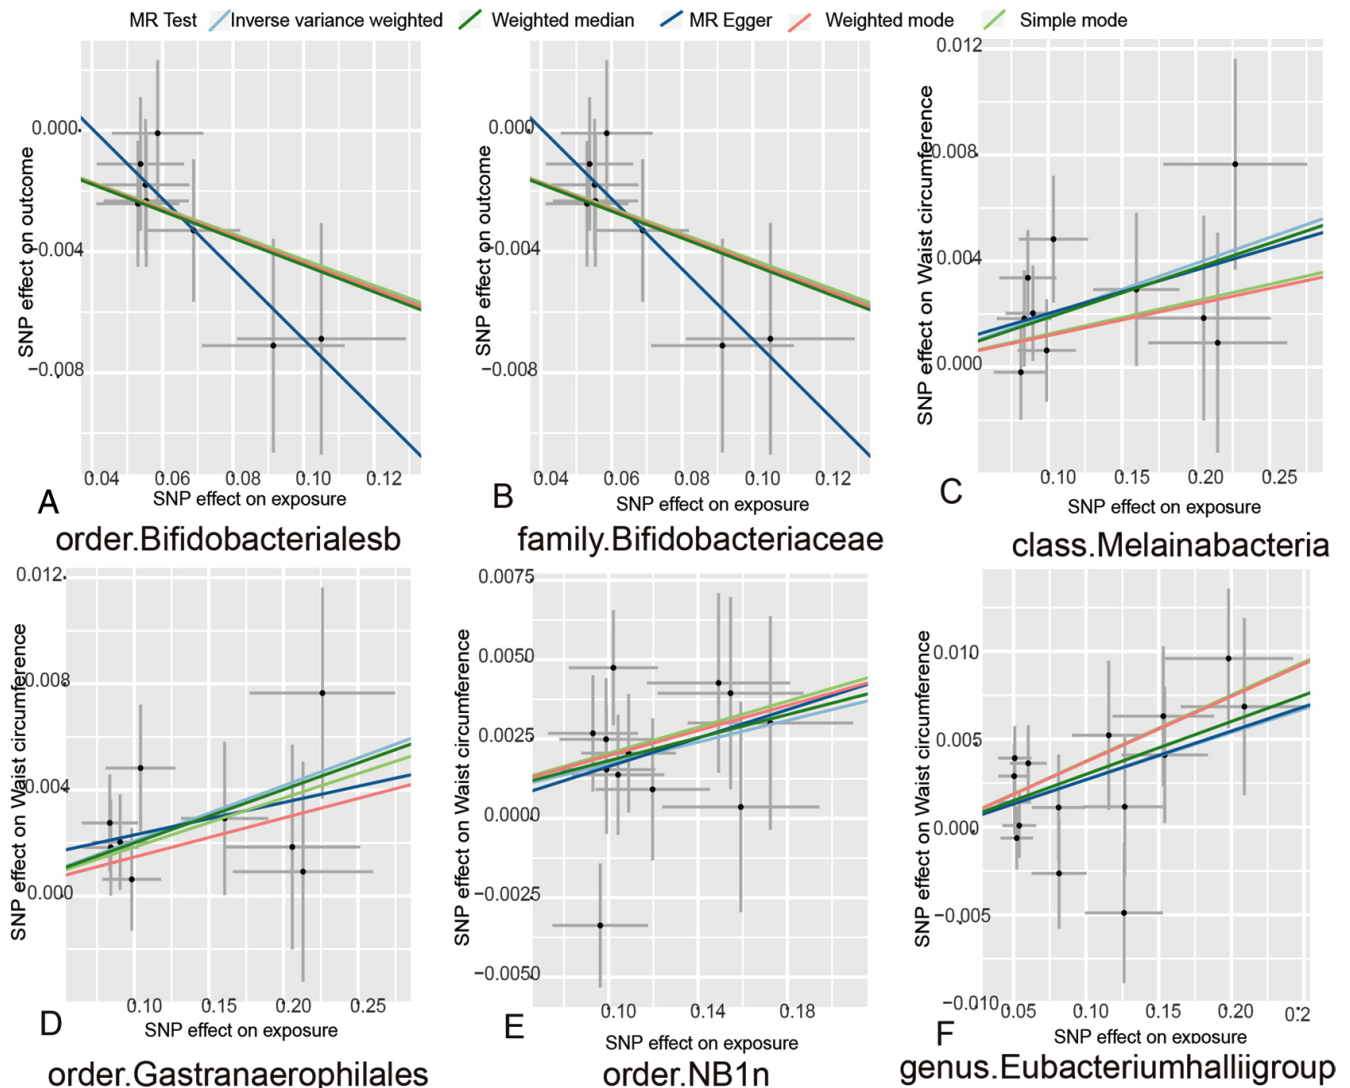 MR Test Inverse variance weighted Weighted median MR Egger Weighted mode Simple mode
SNP effect on outcome
0.000
-0.004
-0.008
0.04 0.06 0.08 0.10 0.12
SNP effect on exposure
A
order.Bifidobacterialesb
SNP effect on outcome
0.000
-0.004
-0.008
0.04 0.06 0.08 0.10 0.12
SNP effect on exposure
B
family.Bifidobacteriaceae
SNP effect on Waist circumference
0.012
0.008
0.004
0.000
0.10 0.15 0.20 0.25
SNP effect on exposure
C
class.Melainabacteria
SNP effect on Waist circumference
0.012
0.008
0.004
0.000
0.10 0.15 0.20 0.25
SNP effect on exposure
D
order.Gastranaerophilales
SNP effect on Waist circumference
0.0075
0.0050
0.0025
0.0000
-0.0025
-0.0050
0.10 0.14 0.18
SNP effect on exposure
E
order.NB1n
SNP effect on Waist circumference
0.010
0.005
0.000
-0.005
-0.010
0.05 0.10 0.15 0.20 0.2
SNP effect on exposure
F
genus.Eubacteriumhalliigroup